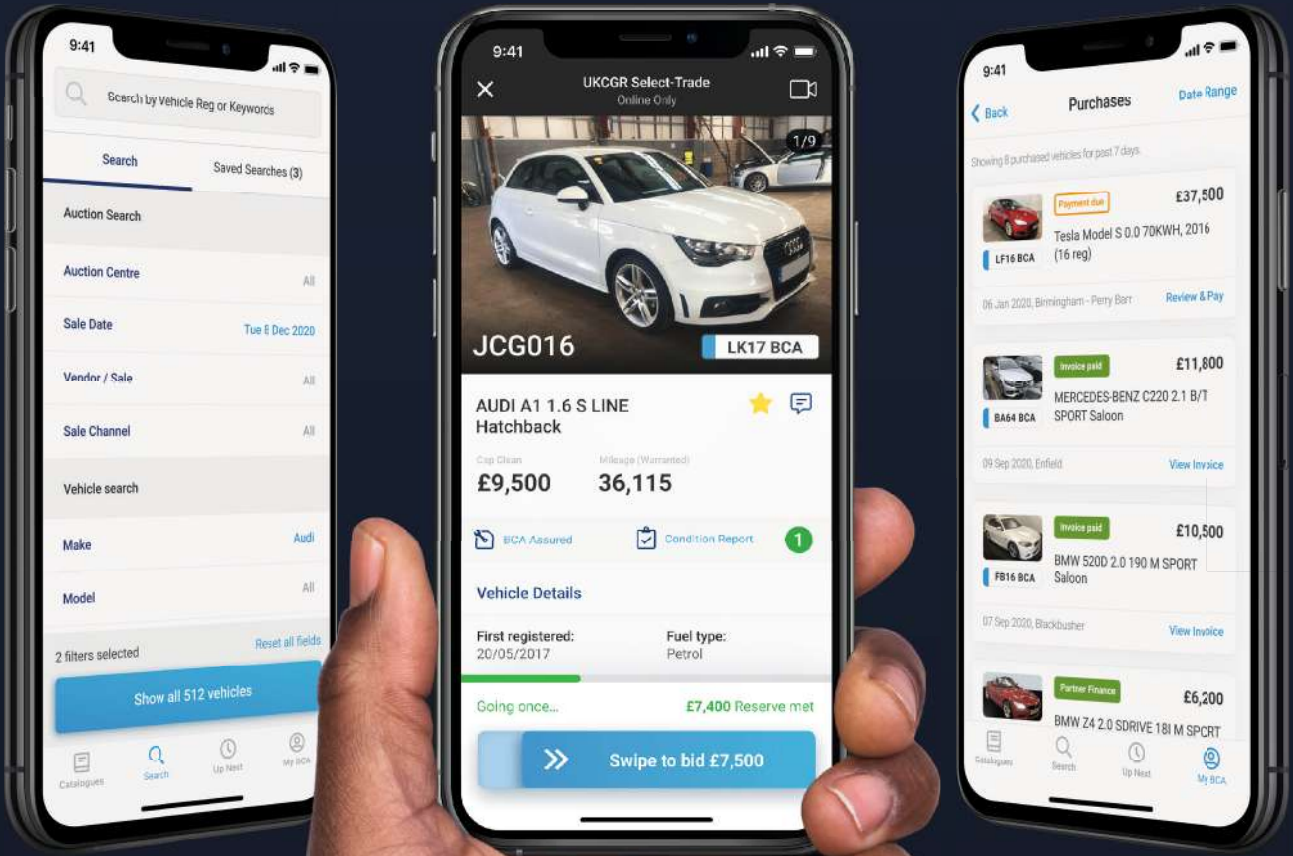 9:41
Search by Vehicle Reg or Keywords
Search
Saved Searches (3)
Auction Search
Auction Centre
All
Sale Date
Tue 8 Dec 2020
Vendor / Sale
All
Sale Channel
All
Vehicle search
Make
Audi
Model
All
2 filters selected
Reset all fields
Show all 512 vehicles
Catalogues
Search
Up Next
My BCA
9:41
UKCGR Select-Trade
Online Only
1/9
JCG016
LK17 BCA
AUDI A1 1.6 S LINE
Hatchback
Cap Clean
Mileage (Warranted)
£9,500
36,115
BCA Assured
Condition Report
1
Vehicle Details
First registered:
Fuel type:
20/05/2017
Petrol
Going once...
£7,400 Reserve met
Swipe to bid £7,500
9:41
Back
Purchases
Date Range
Showing 8 purchased vehicles for past 7 days.
Payment due
£37,500
Tesla Model S 0.0 70KWH, 2016
(16 reg)
LF16 BCA
06 Jan 2020, Birmingham - Perry Barr
Review & Pay
Invoice paid
£11,800
MERCEDES-BENZ C220 2.1 B/T
SPORT Saloon
BA64 BCA
09 Sep 2020, Enfield
View Invoice
Invoice paid
£10,500
BMW 520D 2.0 190 M SPORT
Saloon
FB16 BCA
07 Sep 2020, Blackbusher
View Invoice
Partner Finance
£6,200
BMW Z4 2.0 SDRIVE 18I M SPORT
Catalogues
Search
Up Next
My BCA